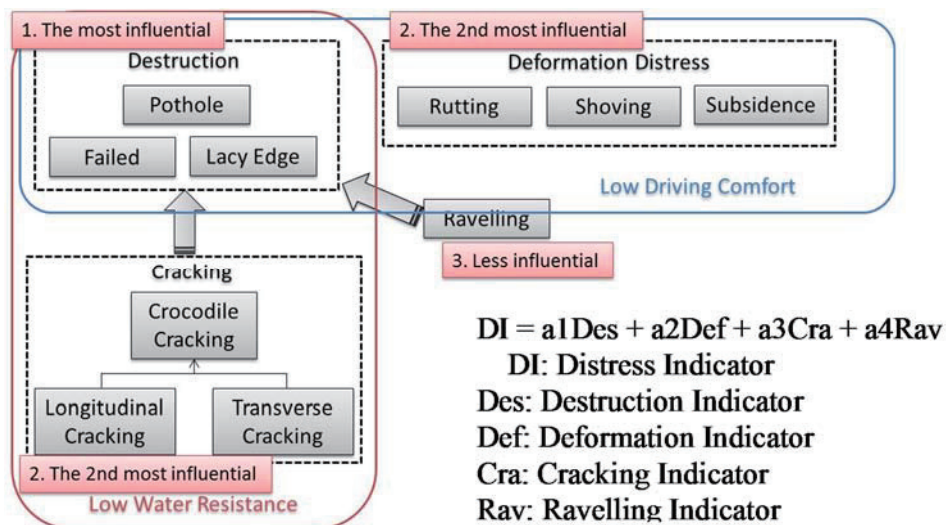 1. The most influential
Destruction
Pothole
Failed
Lacy Edge
2. The 2nd most influential
Deformation Distress
Rutting
Shoving
Subsidence
Low Driving Comfort
Ravelling
3. Less influential
Cracking
Crocodile
Cracking
Longitudinal
Cracking
Transverse
Cracking
2. The 2nd most influential
Low Water Resistance
DI = a1Des + a2Def + a3Cra + a4Rav
DI: Distress Indicator
Des: Destruction Indicator
Def: Deformation Indicator
Cra: Cracking Indicator
Rav: Ravelling Indicator